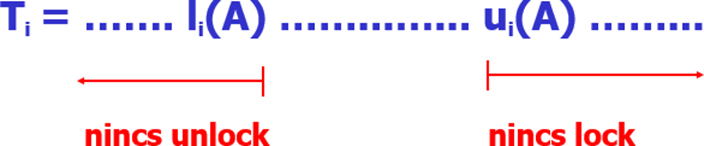 Ti = ....... li(A) ............... ui(A) .........
nincs unlock nincs lock